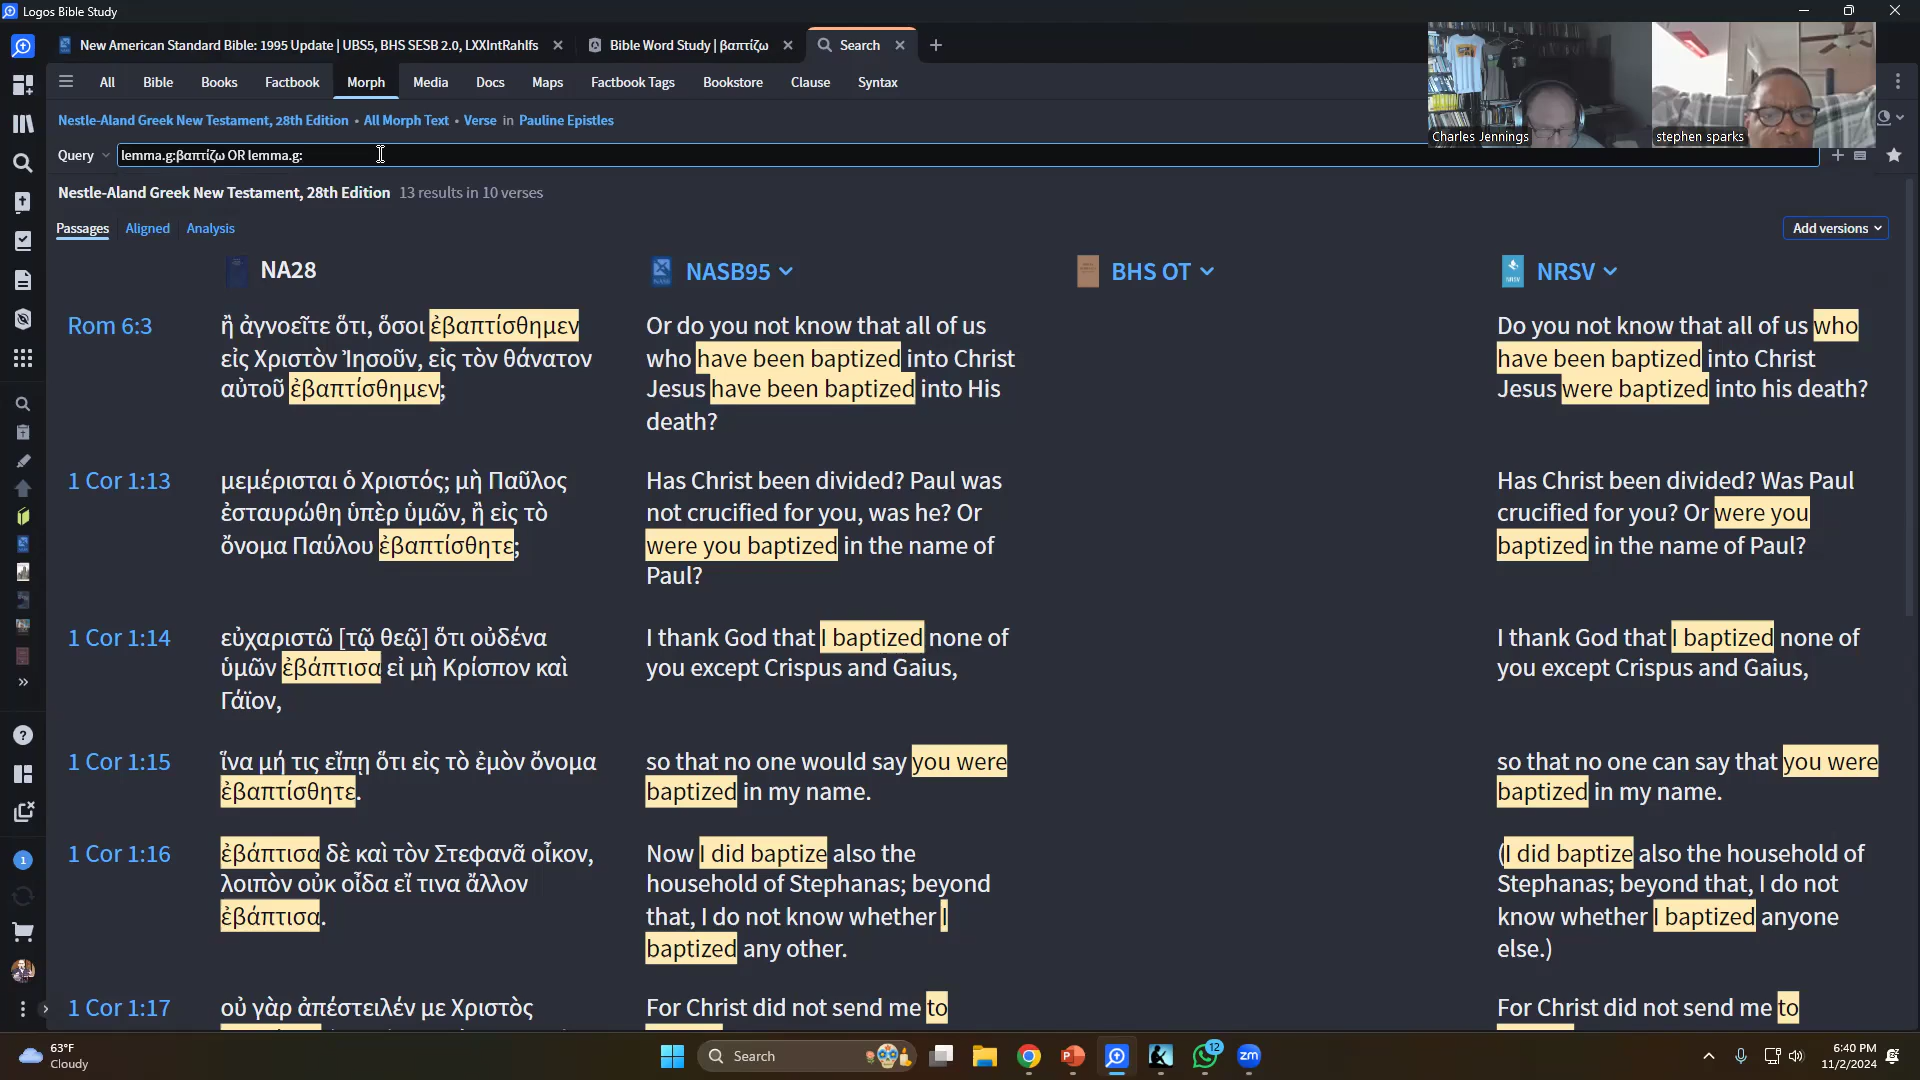 Logos Bible Study
New American Standard Bible: 1995 Update | UBS5, BHS SESB 2.0, LXXIntRahlfs
Bible Word Study | βαπτίζω
Search
All Bible Books Factbook Morph Media Docs Maps Factbook Tags Bookstore Clause Syntax
Charles Jennings
stephen sparks
Nestle-Aland Greek New Testament, 28th Edition • All Morph Text • Verse in Pauline Epistles
Query
lemma.g:βαπτίζω OR lemma.g:
Nestle-Aland Greek New Testament, 28th Edition 13 results in 10 verses
Passages Aligned Analysis
Add versions
NA28
NASB95
BHS OT
NRSV
Rom 6:3
ἢ ἀγνοεῖτε ὅτι, ὅσοι ἐβαπτίσθημεν
εἰς Χριστὸν Ἰησοῦν, εἰς τὸν θάνατον
αὐτοῦ ἐβαπτίσθημεν;
Or do you not know that all of us
who have been baptized into Christ
Jesus have been baptized into His
death?
Do you not know that all of us who
have been baptized into Christ
Jesus were baptized into his death?
1 Cor 1:13
μεμέρισται ὁ Χριστός; μὴ Παῦλος
ἐσταυρώθη ὑπὲρ ὑμῶν, ἢ εἰς τὸ
ὄνομα Παύλου ἐβαπτίσθητε;
Has Christ been divided? Paul was
not crucified for you, was he? Or
were you baptized in the name of
Paul?
Has Christ been divided? Was Paul
crucified for you? Or were you
baptized in the name of Paul?
1 Cor 1:14
εὐχαριστῶ [τῷ θεῷ] ὅτι οὐδένα
ὑμῶν ἐβάπτισα εἰ μὴ Κρίσπον καὶ
Γάϊον,
I thank God that I baptized none of
you except Crispus and Gaius,
I thank God that I baptized none of
you except Crispus and Gaius,
1 Cor 1:15
ἵνα μή τις εἴπῃ ὅτι εἰς τὸ ἐμὸν ὄνομα
ἐβαπτίσθητε.
so that no one would say you were
baptized in my name.
so that no one can say that you were
baptized in my name.
1 Cor 1:16
ἐβάπτισα δὲ καὶ τὸν Στεφανᾶ οἶκον,
λοιπὸν οὐκ οἶδα εἴ τινα ἄλλον
ἐβάπτισα.
Now I did baptize also the
household of Stephanas; beyond
that, I do not know whether I
baptized any other.
(I did baptize also the household of
Stephanas; beyond that, I do not
know whether I baptized anyone
else.)
1 Cor 1:17
οὐ γὰρ ἀπέστειλέν με Χριστὸς
For Christ did not send me to
For Christ did not send me to
63°F
Cloudy
Search
12
zm
6:40 PM
11/2/2024